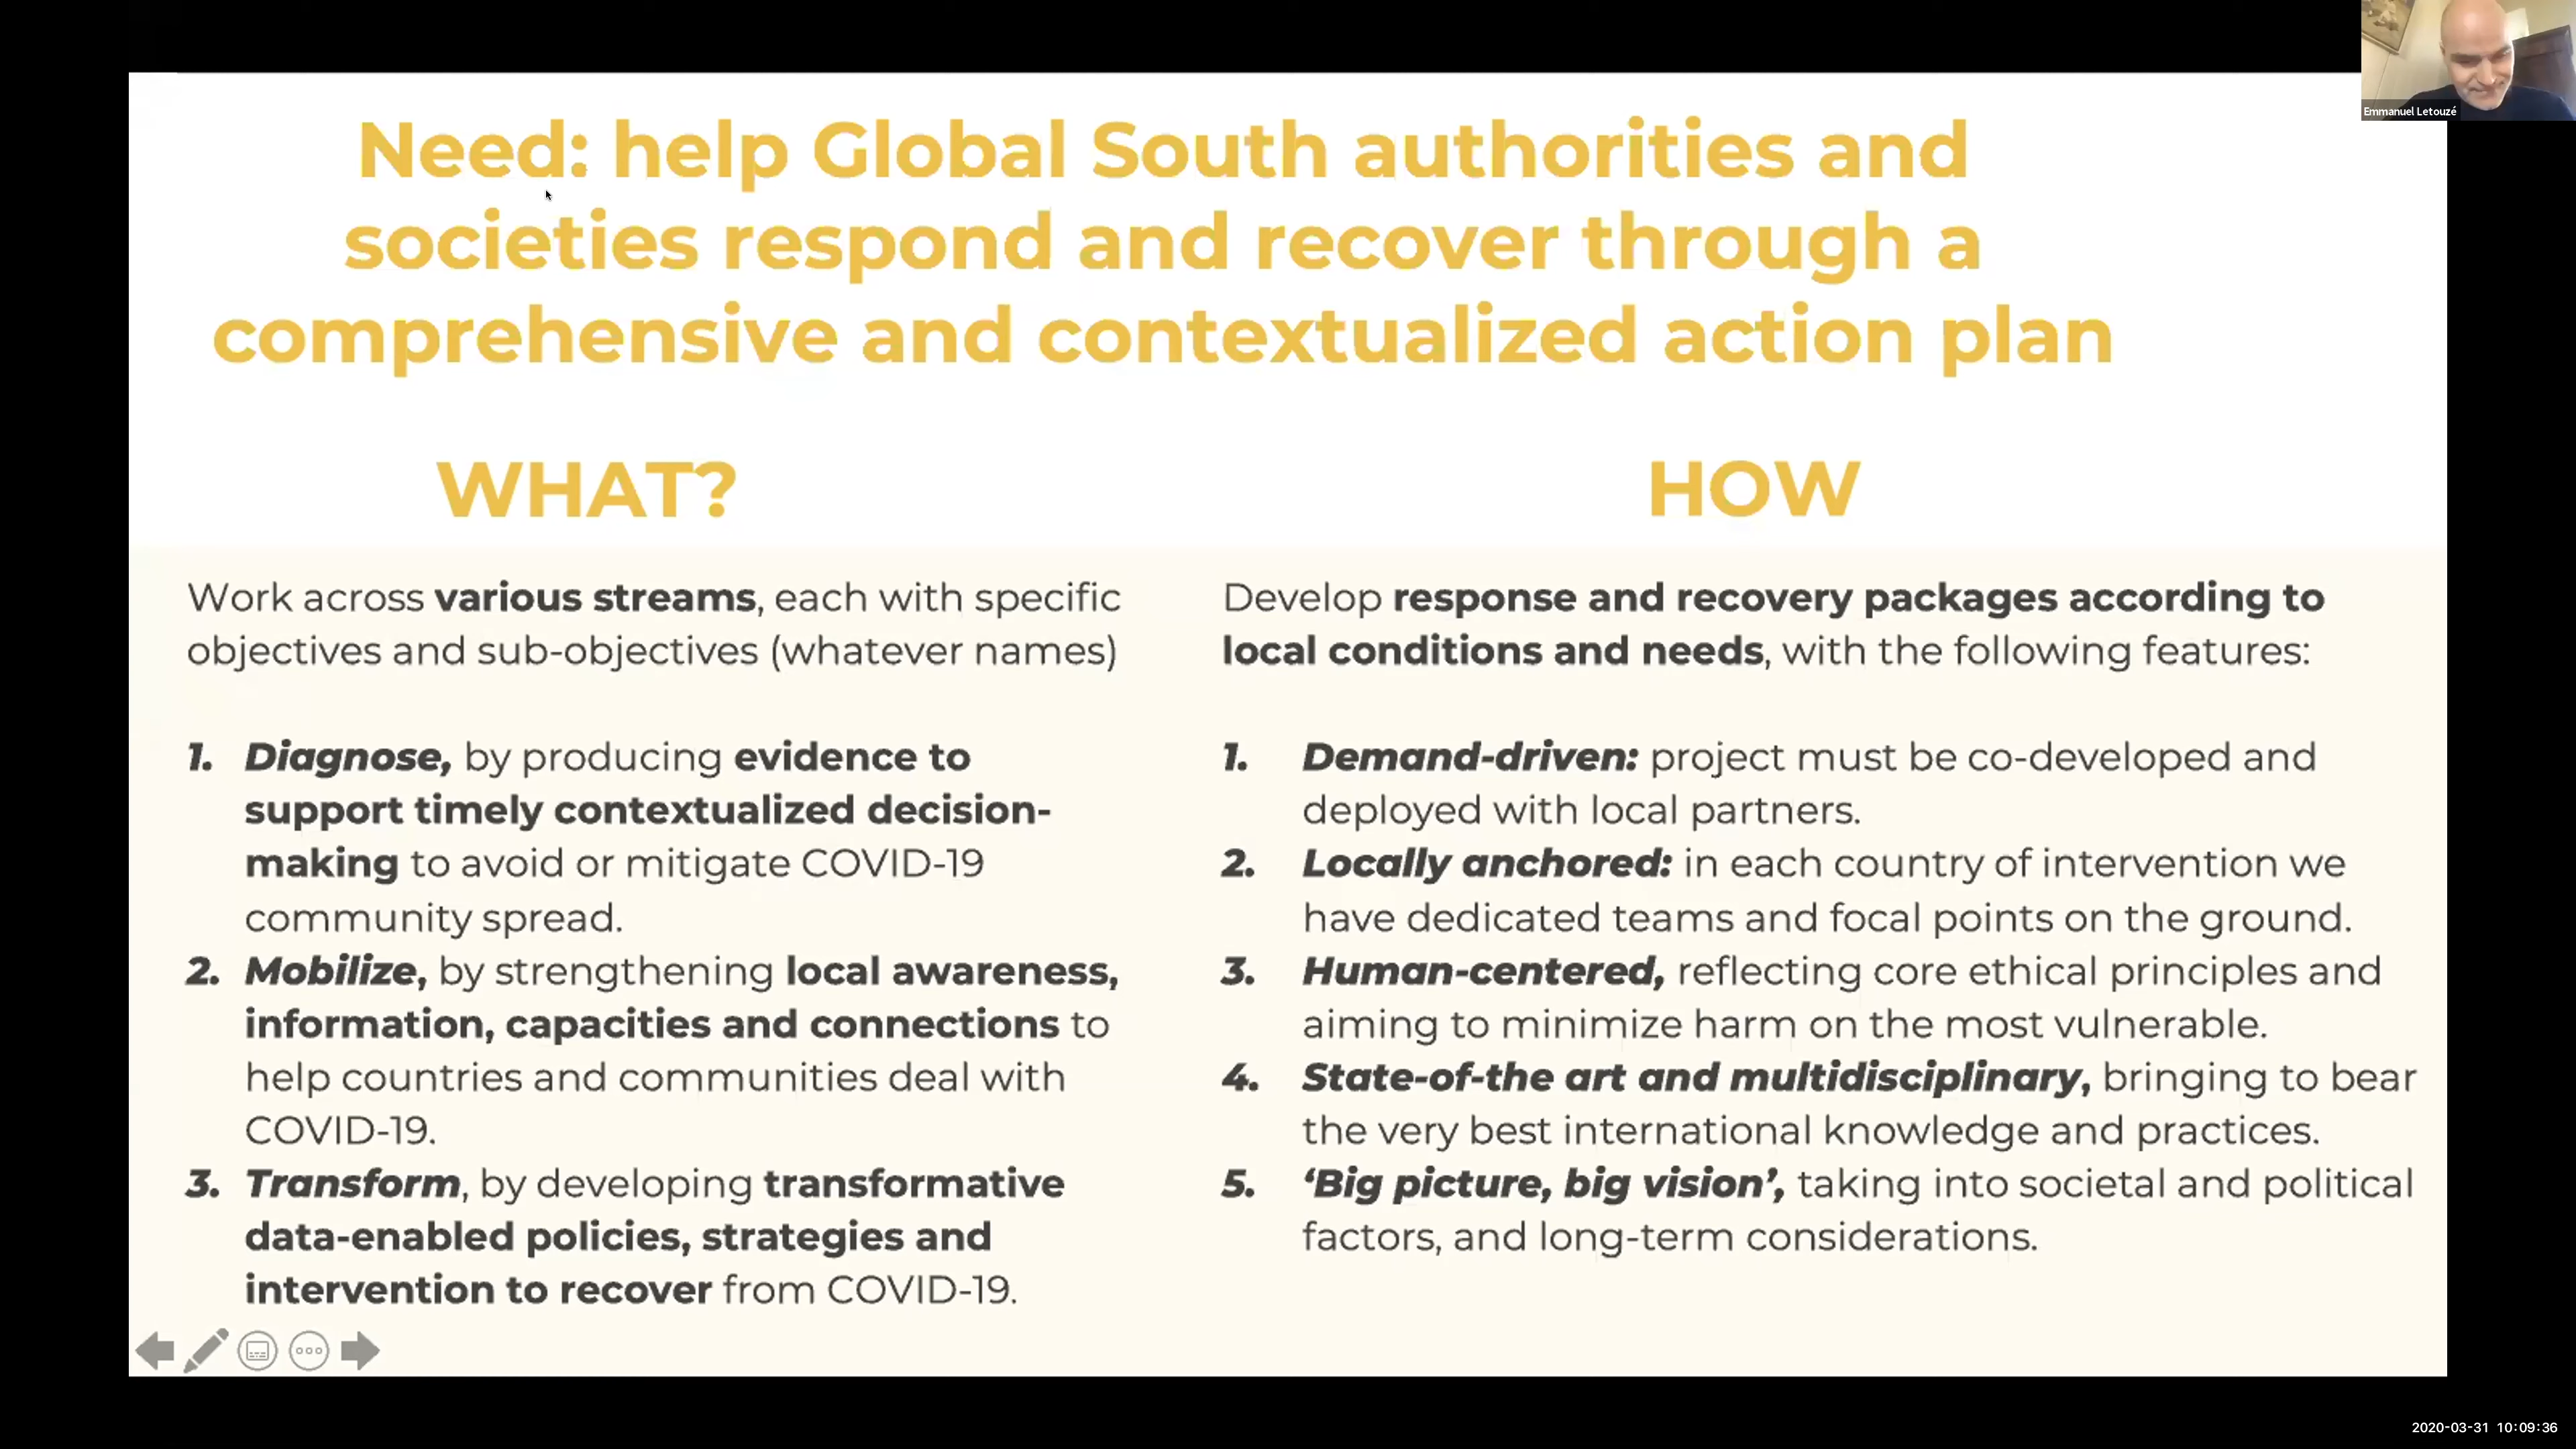 Emmanuel Letouzé
Need: help Global South authorities and
societies respond and recover through a
comprehensive and contextualized action plan
WHAT?
Work across various streams, each with specific
objectives and sub-objectives (whatever names)
1. Diagnose, by producing evidence to
support timely contextualized decision-
making to avoid or mitigate COVID-19
community spread.
2. Mobilize, by strengthening local awareness,
information, capacities and connections to
help countries and communities deal with
COVID-19.
3. Transform, by developing transformative
data-enabled policies, strategies and
intervention to recover from COVID-19.
HOW
Develop response and recovery packages according to
local conditions and needs, with the following features:
1. Demand-driven: project must be co-developed and
deployed with local partners.
2. Locally anchored: in each country of intervention we
have dedicated teams and focal points on the ground.
3. Human-centered, reflecting core ethical principles and
aiming to minimize harm on the most vulnerable.
4. State-of-the art and multidisciplinary, bringing to bear
the very best international knowledge and practices.
5. ‘Big picture, big vision’, taking into societal and political
factors, and long-term considerations.
2020-03-31 10:09:36